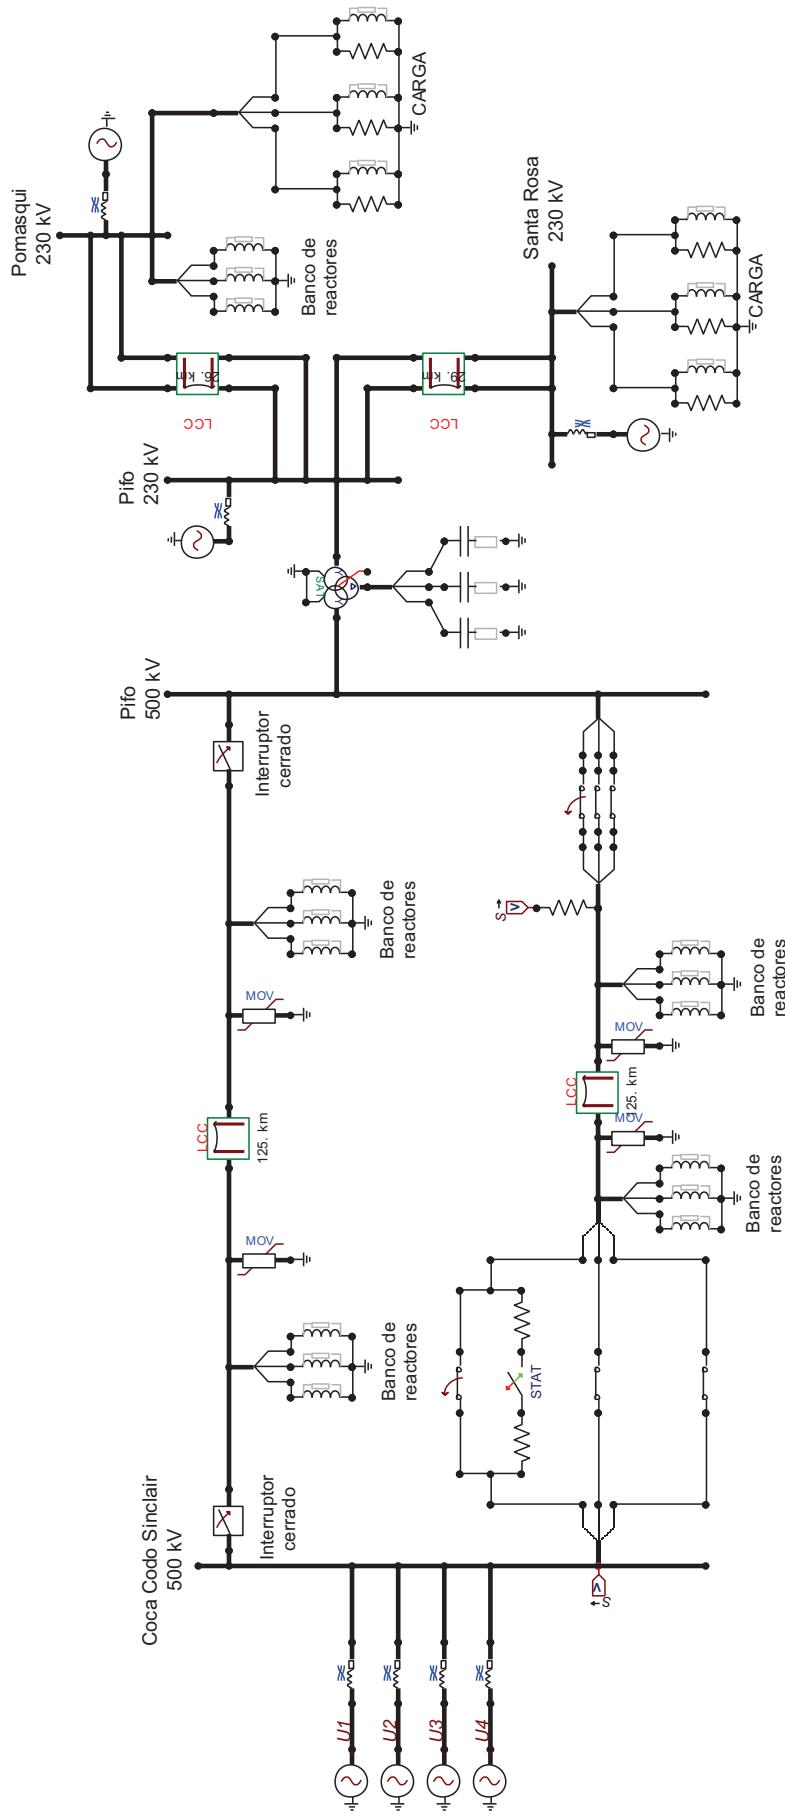 Pomasqui
230 kV
Banco de
reactores
CARGA
26. km
LCC
Pifo
230 kV
29. km
LCC
Santa Rosa
230 kV
CARGA
SAT
Y
Y
Pifo
500 kV
Interruptor
cerrado
Banco de
reactores
MOV
LCC
125. km
MOV
Banco de
reactores
Interruptor
cerrado
Coca Codo Sinclair
500 kV
S
V
Banco de
reactores
MOV
LCC
125. km
MOV
Banco de
reactores
STAT
V
S
U1
U2
U3
U4